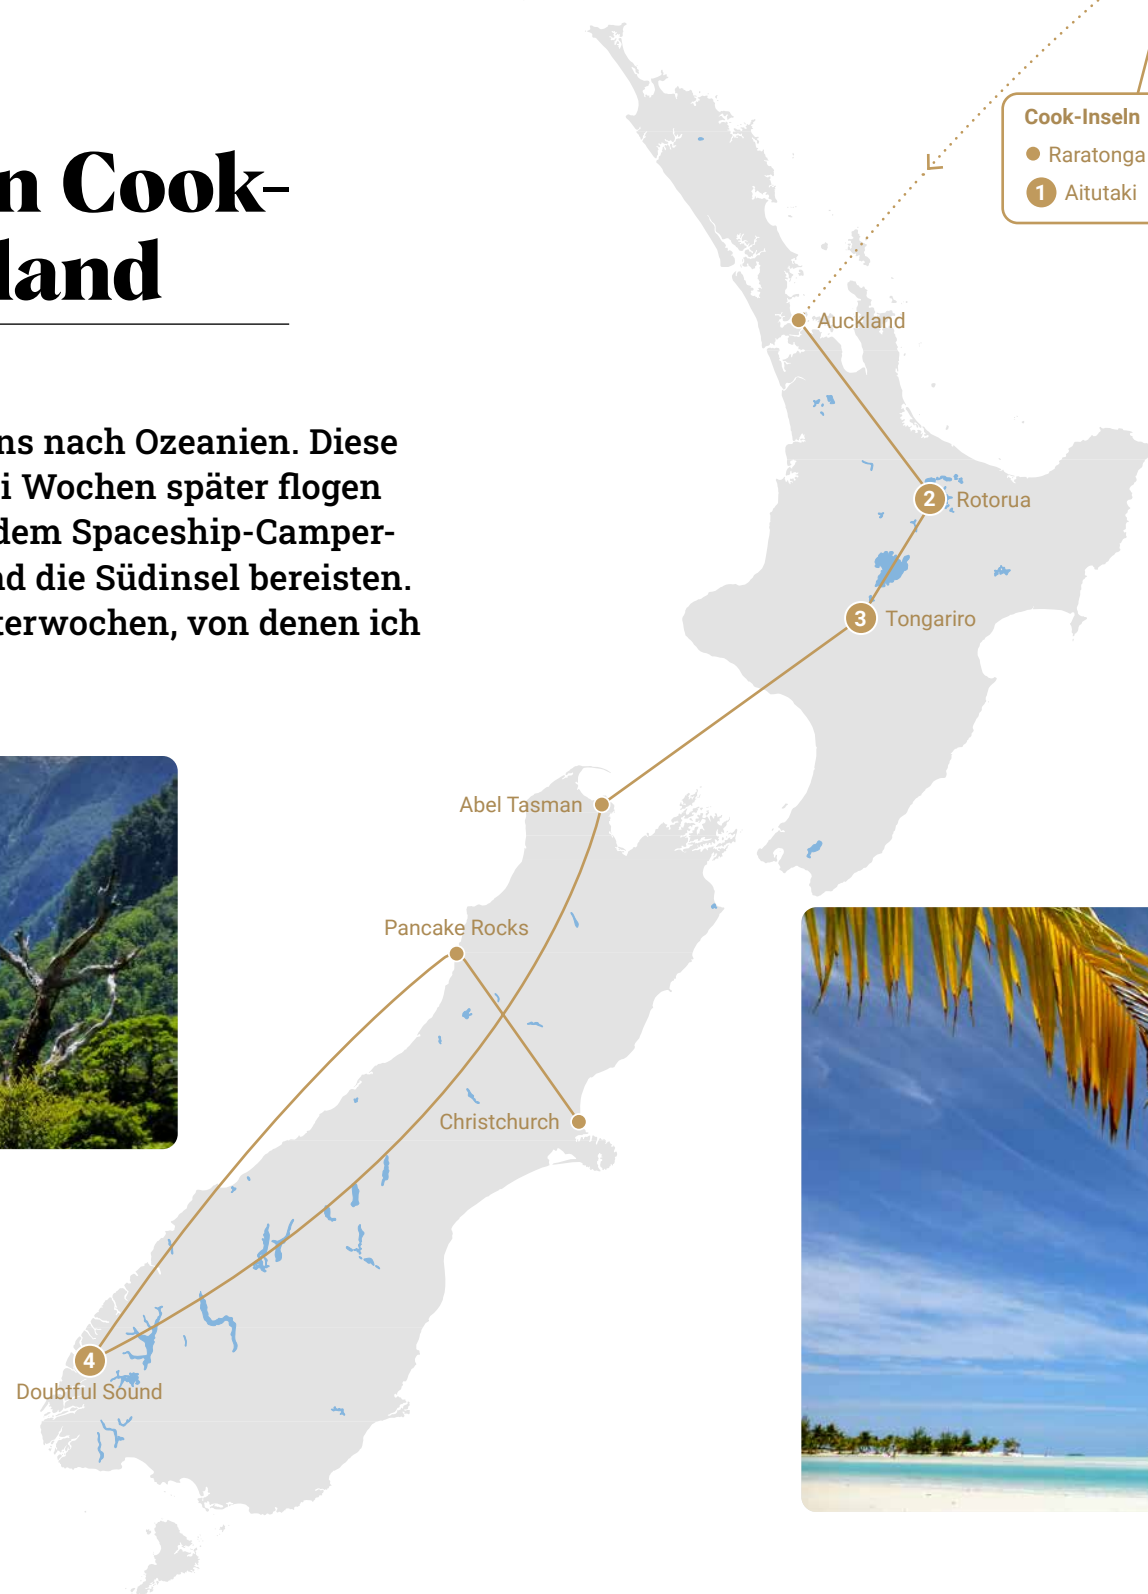 n Cook-
land
ns nach Ozeanien. Diese
i Wochen später flogen
dem Spaceship-Camper-
nd die Südinsel bereisten.
terwochen, von denen ich
Cook-Inseln
Raratonga
1 Aitutaki
Auckland
2 Rotorua
3 Tongariro
Abel Tasman
Pancake Rocks
Christchurch
4
Doubtful Sound